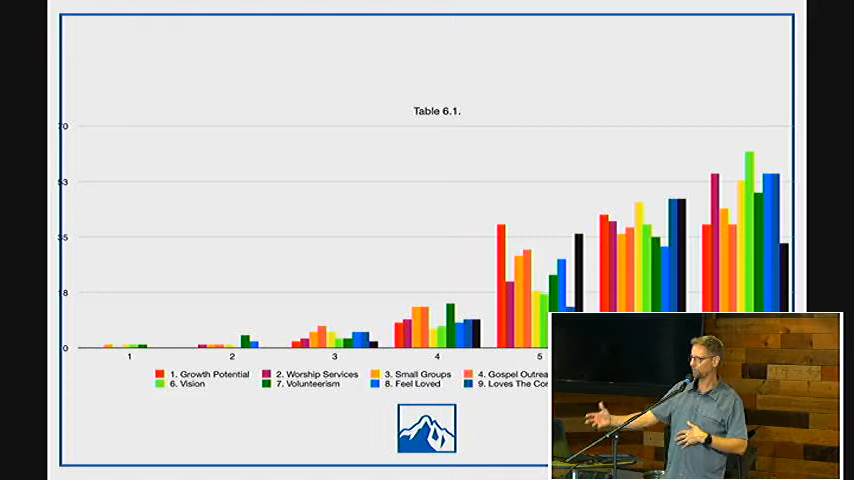 Table 6.1.
70
53
35
18
0
1 2 3 4 5
1. Growth Potential 2. Worship Services 3. Small Groups 4. Gospel Outrea
6. Vision 7. Volunteerism 8. Feel Loved 9. Loves The Co